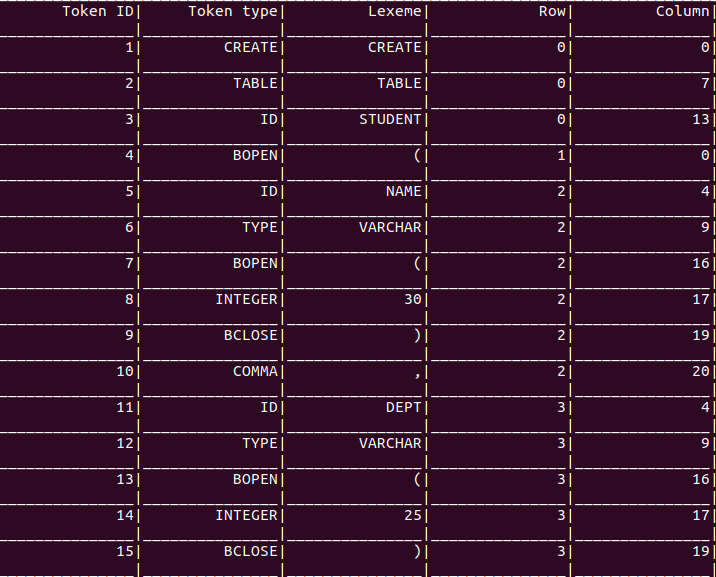 Token ID| Token type| Lexeme| Row| Column|
1| CREATE| CREATE| 0| 0|
2| TABLE| TABLE| 0| 7|
3| ID| STUDENT| 0| 13|
4| BOPEN| (| 1| 0|
5| ID| NAME| 2| 4|
6| TYPE| VARCHAR| 2| 9|
7| BOPEN| (| 2| 16|
8| INTEGER| 30| 2| 17|
9| BCLOSE| )| 2| 19|
10| COMMA| ,| 2| 20|
11| ID| DEPT| 3| 4|
12| TYPE| VARCHAR| 3| 9|
13| BOPEN| (| 3| 16|
14| INTEGER| 25| 3| 17|
15| BCLOSE| )| 3| 19|